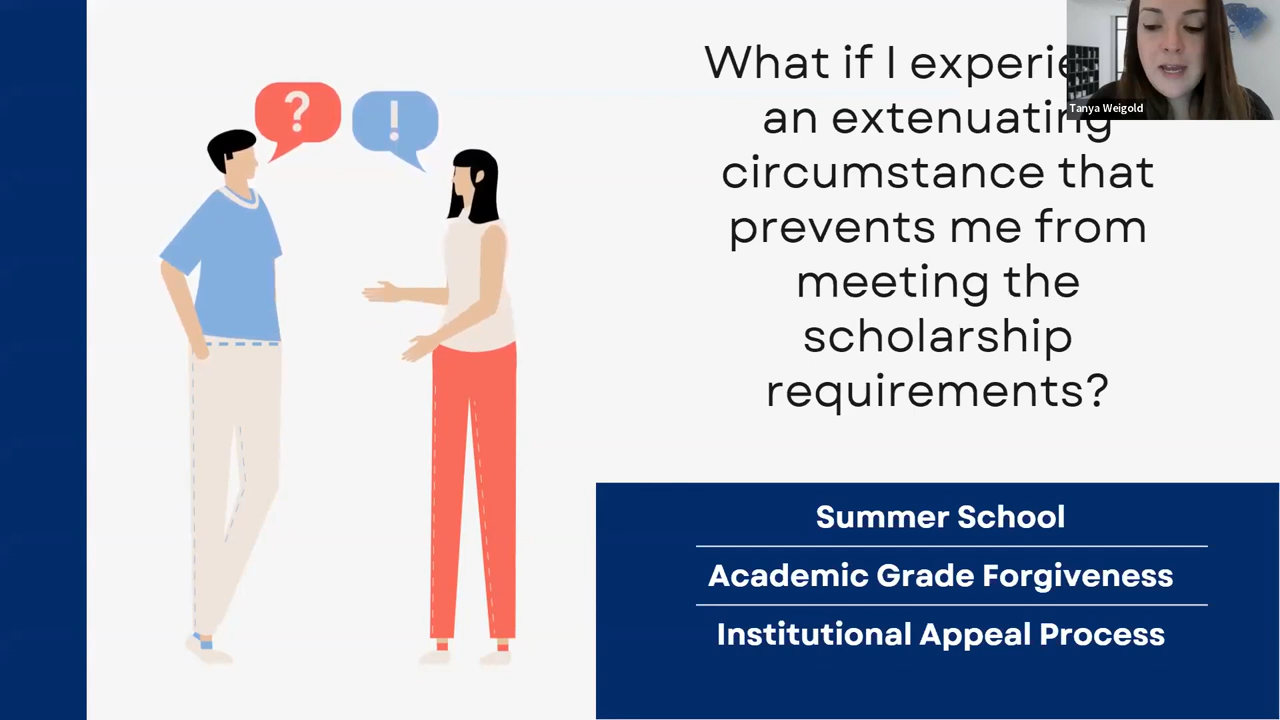 What if I experie
an extenuating
circumstance that
prevents me from
meeting the
scholarship
requirements?
Tanya Weigold
?
!
Summer School
Academic Grade Forgiveness
Institutional Appeal Process